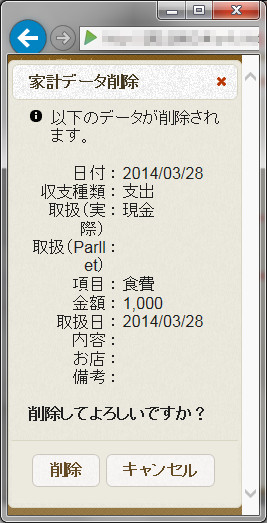 家計データ削除
以下のデータが削除され
ます。
日付： 2014/03/28
収支種類： 支出
取扱(実： 現金
際)
取扱(Parll：
et)
項目： 食費
金額： 1,000
取扱日： 2014/03/28
内容：
お店：
備考：
削除してよろしいですか？
削除 キャンセル